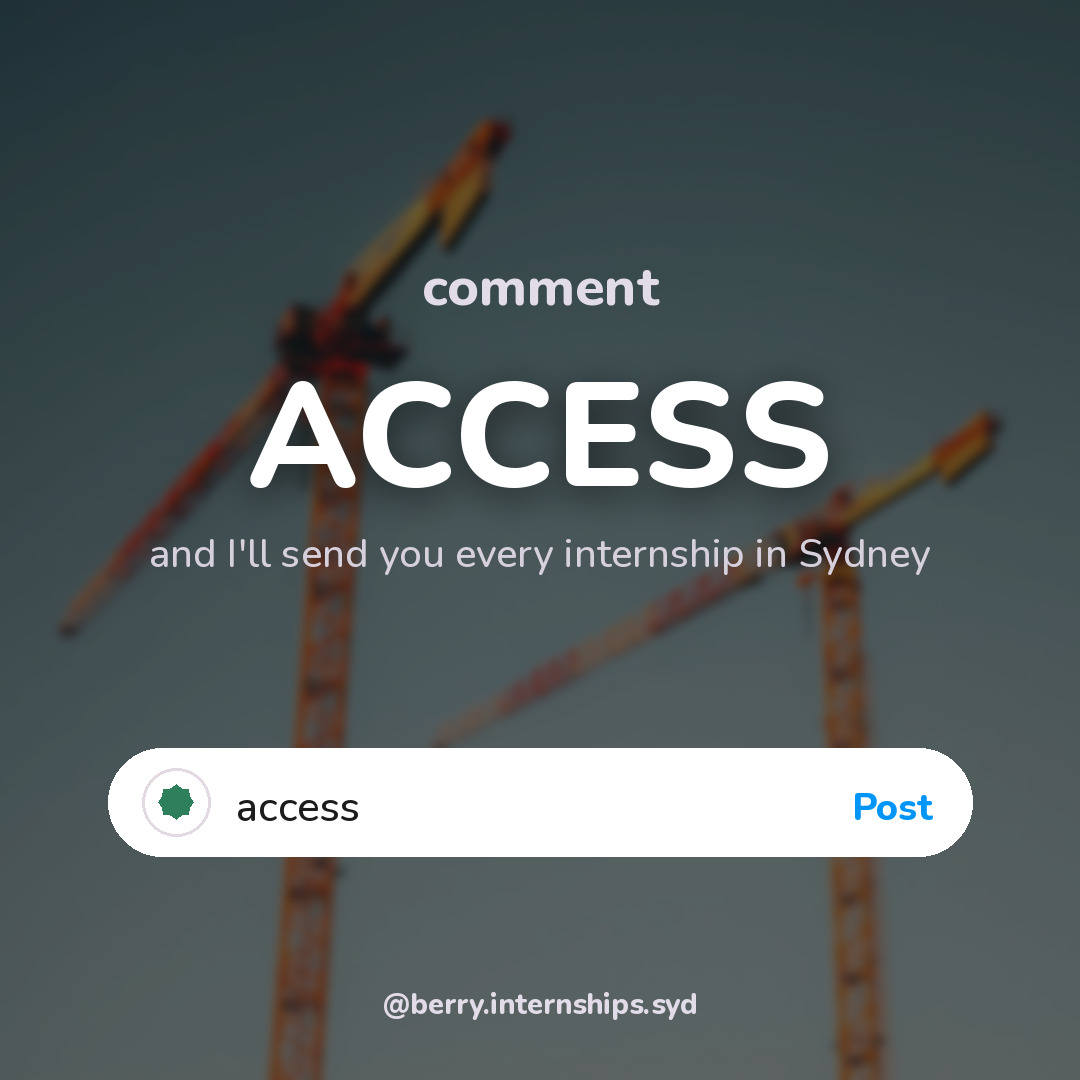 comment
ACCESS
and I'll send you every internship in Sydney
access
Post
@berry.internships.syd